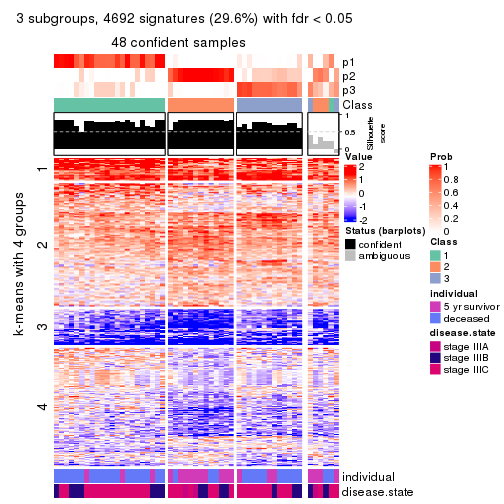 3 subgroups, 4692 signatures (29.6%) with fdr < 0.05
48 confident samples
p1
p2
p3
Class
1
0.5
0
Silhouette
score
k-means with 4 groups
1
2
3
4
individual
disease.state
Value
2
1
0
-1
-2
Status (barplots)
confident
ambiguous
Prob
1
0.8
0.6
0.4
0.2
0
Class
1
2
3
individual
5 yr survivor
deceased
disease.state
stage IIIA
stage IIIB
stage IIIC